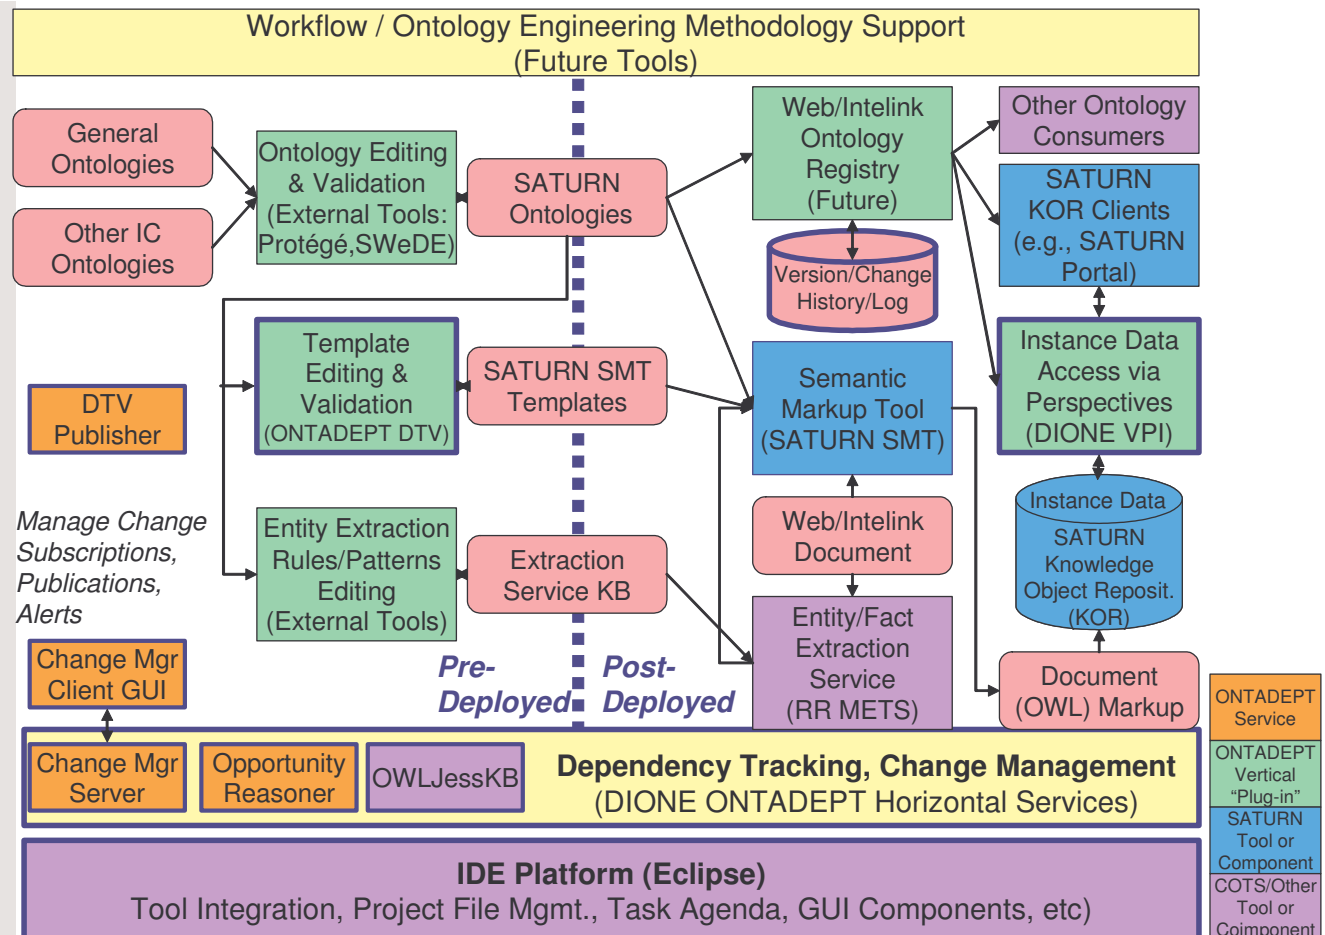 Workflow / Ontology Engineering Methodology Support
(Future Tools)
General
Ontologies
Other IC
Ontologies
Ontology Editing
& Validation
(External Tools:
Protégé,SWeDE)
SATURN
Ontologies
Web/Intelink
Ontology
Registry
(Future)
Version/Change
History/Log
Other Ontology
Consumers
SATURN
KOR Clients
(e.g., SATURN
Portal)
DTV
Publisher
Template
Editing &
Validation
(ONTADEPT DTV)
SATURN SMT
Templates
Semantic
Markup Tool
(SATURN SMT)
Instance Data
Access via
Perspectives
(DIONE VPI)
Manage Change
Subscriptions,
Publications,
Alerts
Entity Extraction
Rules/Patterns
Editing
(External Tools)
Extraction
Service KB
Web/Intelink
Document
Instance Data
SATURN
Knowledge
Object Reposit.
(KOR)
Entity/Fact
Extraction
Service
(RR METS)
Document
(OWL) Markup
Change Mgr
Client GUI
Pre-
Deployed
Post-
Deployed
Change Mgr
Server
Opportunity
Reasoner
OWLJessKB
Dependency Tracking, Change Management
(DIONE ONTADEPT Horizontal Services)
IDE Platform (Eclipse)
Tool Integration, Project File Mgmt., Task Agenda, GUI Components, etc)
ONTADEPT
Service
ONTADEPT
Vertical
“Plug-in”
SATURN
Tool or
Component
COTS/Other
Tool or
Coimponent